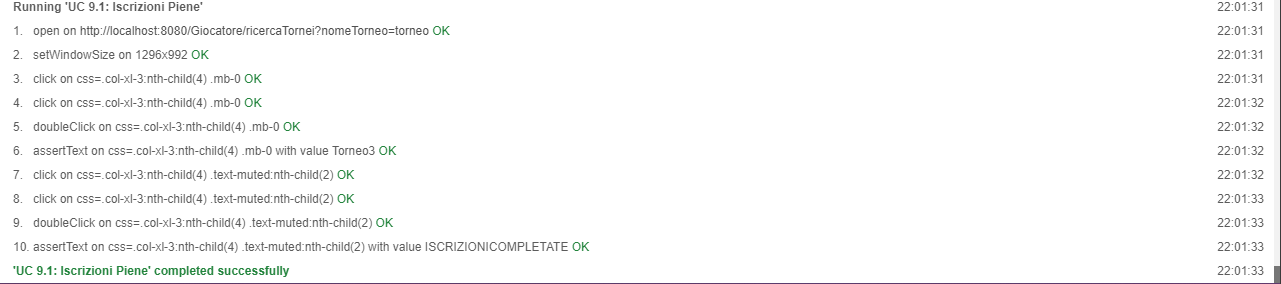 Running 'UC 9.1: Iscrizioni Piene' 22:01:31
1. open on http://localhost:8080/Giocatore/ricercaTornei?nomeTorneo=torneo OK 22:01:31
2. setWindowSize on 1296x992 OK 22:01:31
3. click on css=.col-xl-3:nth-child(4) .mb-0 OK 22:01:31
4. click on css=.col-xl-3:nth-child(4) .mb-0 OK 22:01:32
5. doubleClick on css=.col-xl-3:nth-child(4) .mb-0 OK 22:01:32
6. assertText on css=.col-xl-3:nth-child(4) .mb-0 with value Torneo3 OK 22:01:32
7. click on css=.col-xl-3:nth-child(4) .text-muted:nth-child(2) OK 22:01:32
8. click on css=.col-xl-3:nth-child(4) .text-muted:nth-child(2) OK 22:01:33
9. doubleClick on css=.col-xl-3:nth-child(4) .text-muted:nth-child(2) OK 22:01:33
10. assertText on css=.col-xl-3:nth-child(4) .text-muted:nth-child(2) with value ISCRIZIONICOMPLETATE OK 22:01:33
'UC 9.1: Iscrizioni Piene' completed successfully 22:01:33